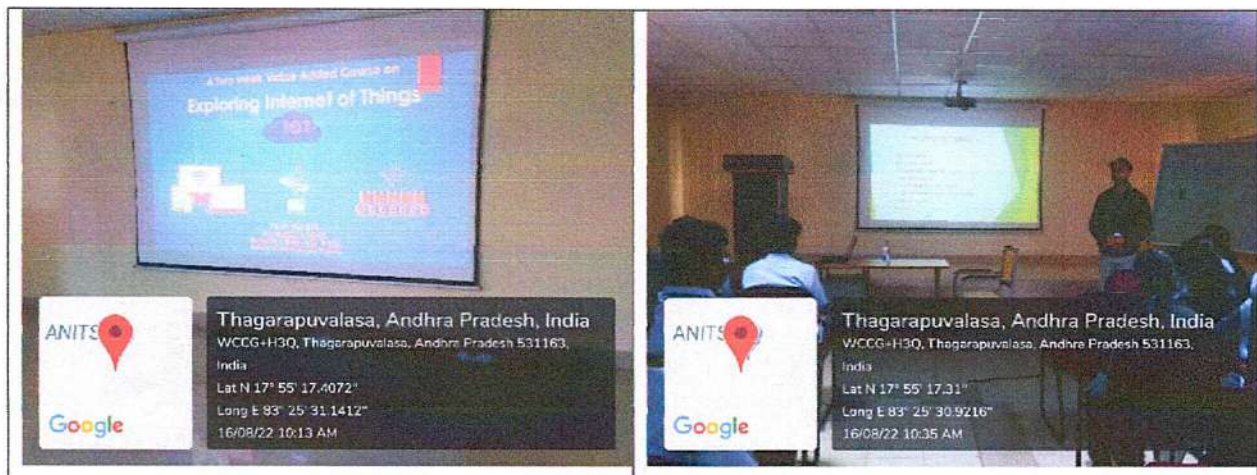 A Two Week Value Added Course on
Exploring Internet of Things
IOT
ANITS
Google
Thagarapuvalasa, Andhra Pradesh, India
WCCG+H3Q, Thagarapuvalasa, Andhra Pradesh 531163,
India
Lat N 17° 55' 17.4072"
Long E 83° 25' 31.1412"
16/08/22 10:13 AM
ANITS
Google
Thagarapuvalasa, Andhra Pradesh, India
WCCG+H3Q, Thagarapuvalasa, Andhra Pradesh 531163,
India
Lat N 17° 55' 17.31"
Long E 83° 25' 30.9216"
16/08/22 10:35 AM